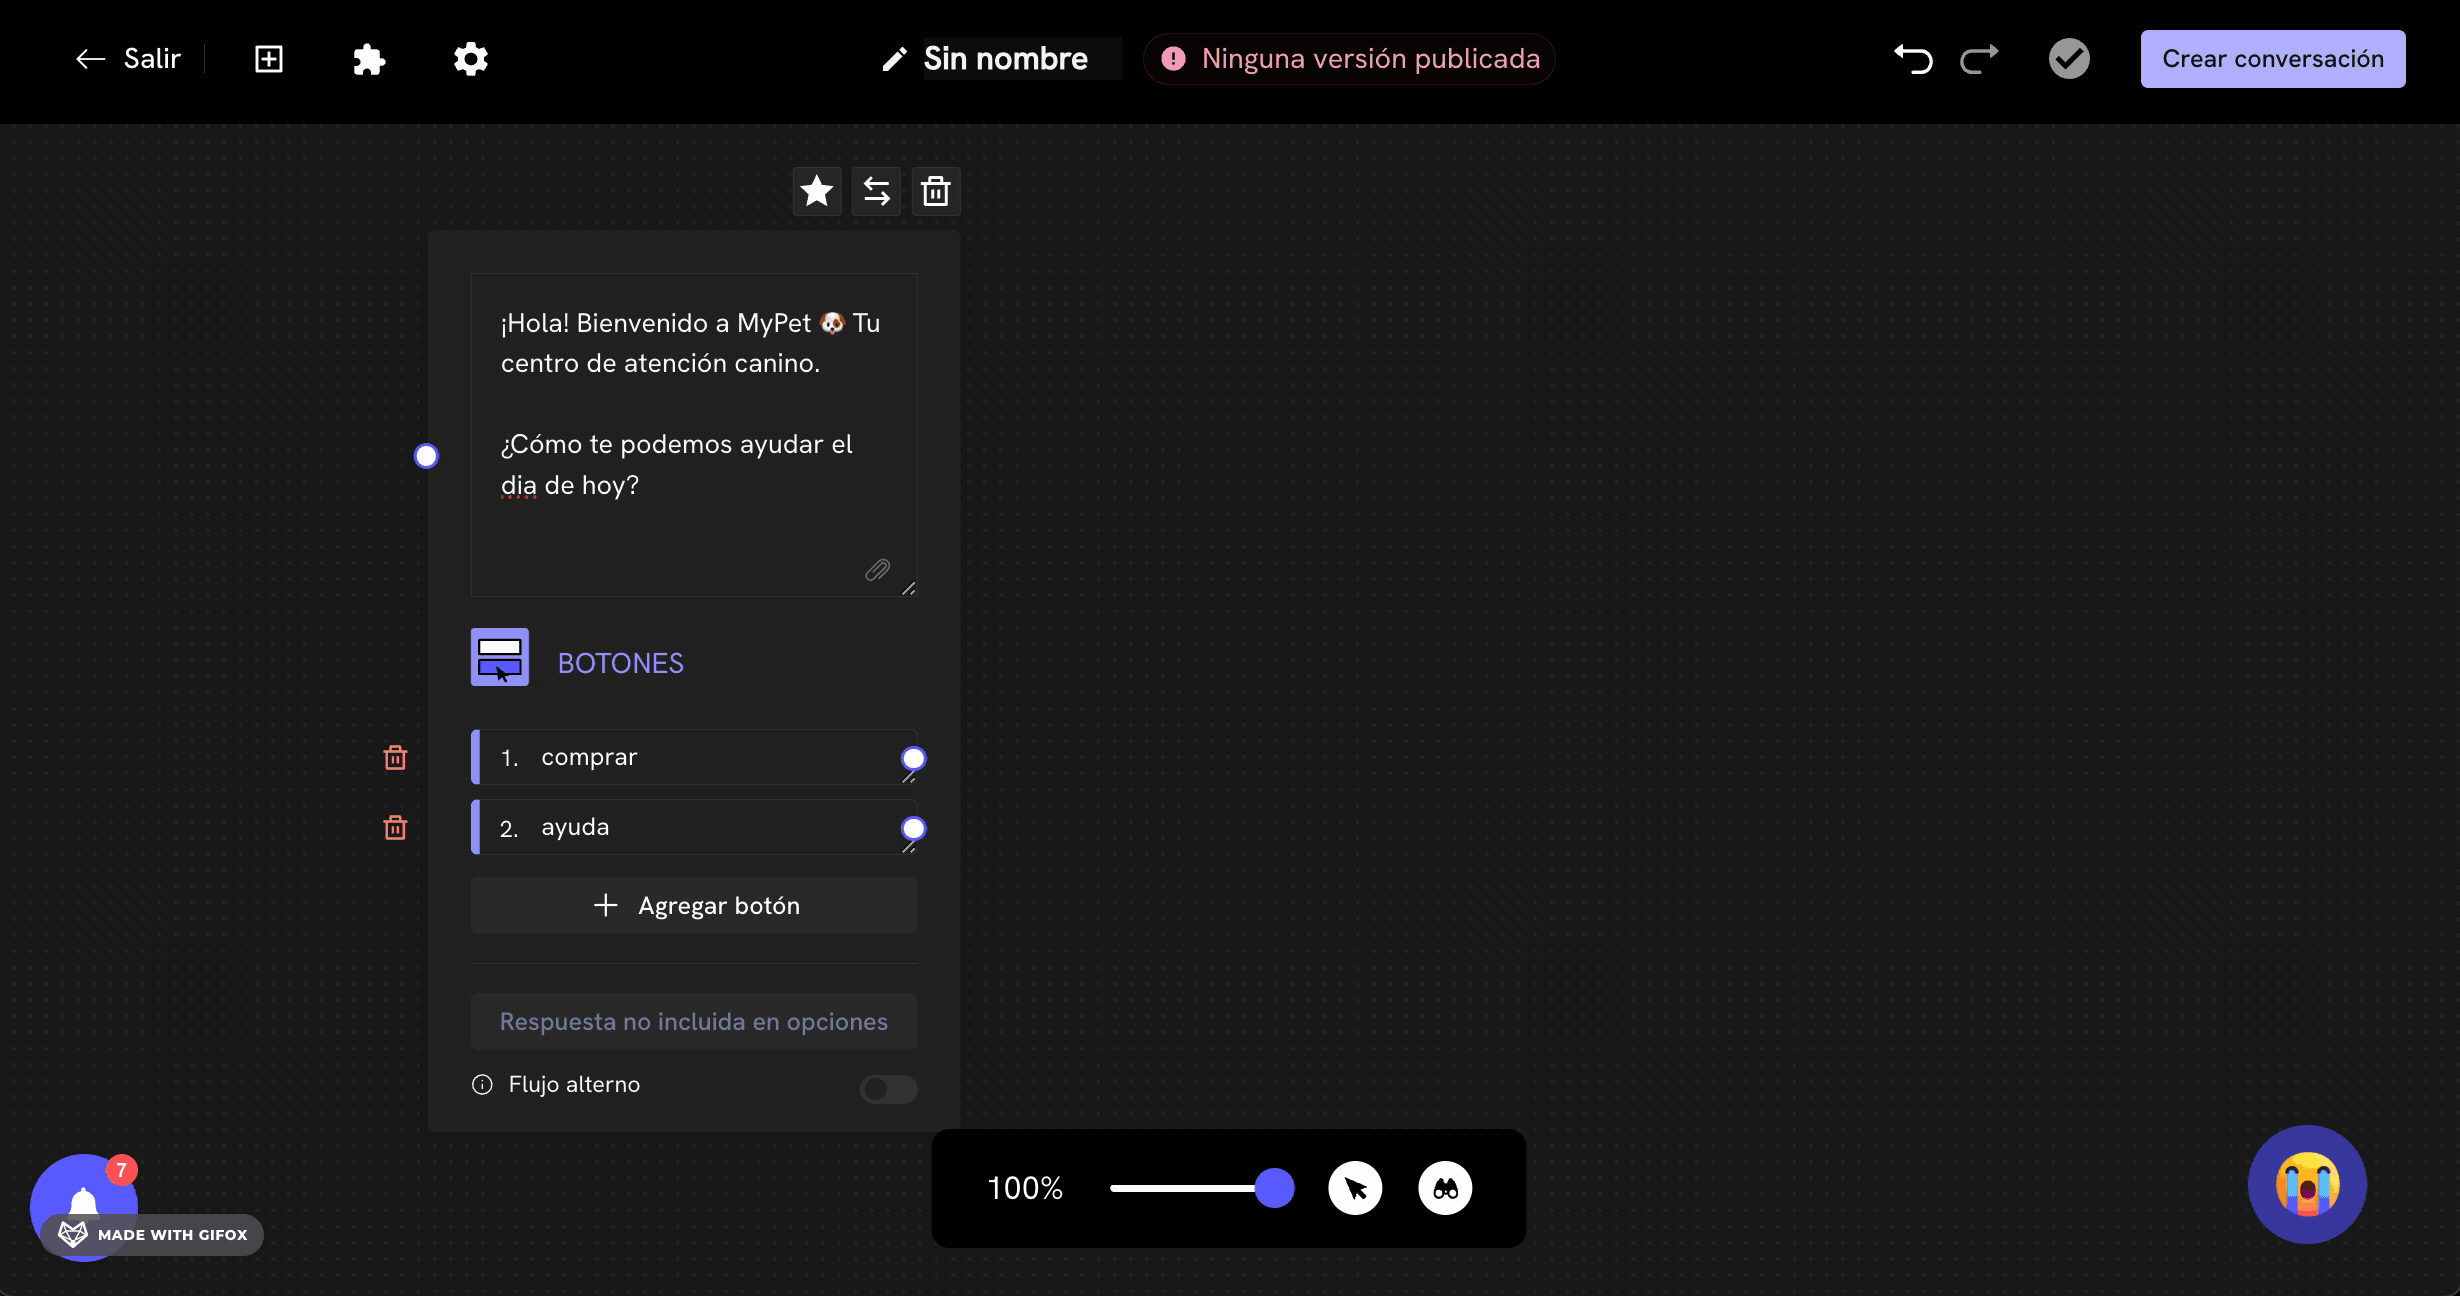 Salir
Sin nombre
Ninguna versión publicada
Crear conversación
¡Hola! Bienvenido a MyPet 🐶 Tu
centro de atención canino.
¿Cómo te podemos ayudar el
dia de hoy?
BOTONES
1. comprar
2. ayuda
Agregar botón
Respuesta no incluida en opciones
Flujo alterno
100%
7
MADE WITH GIFOX